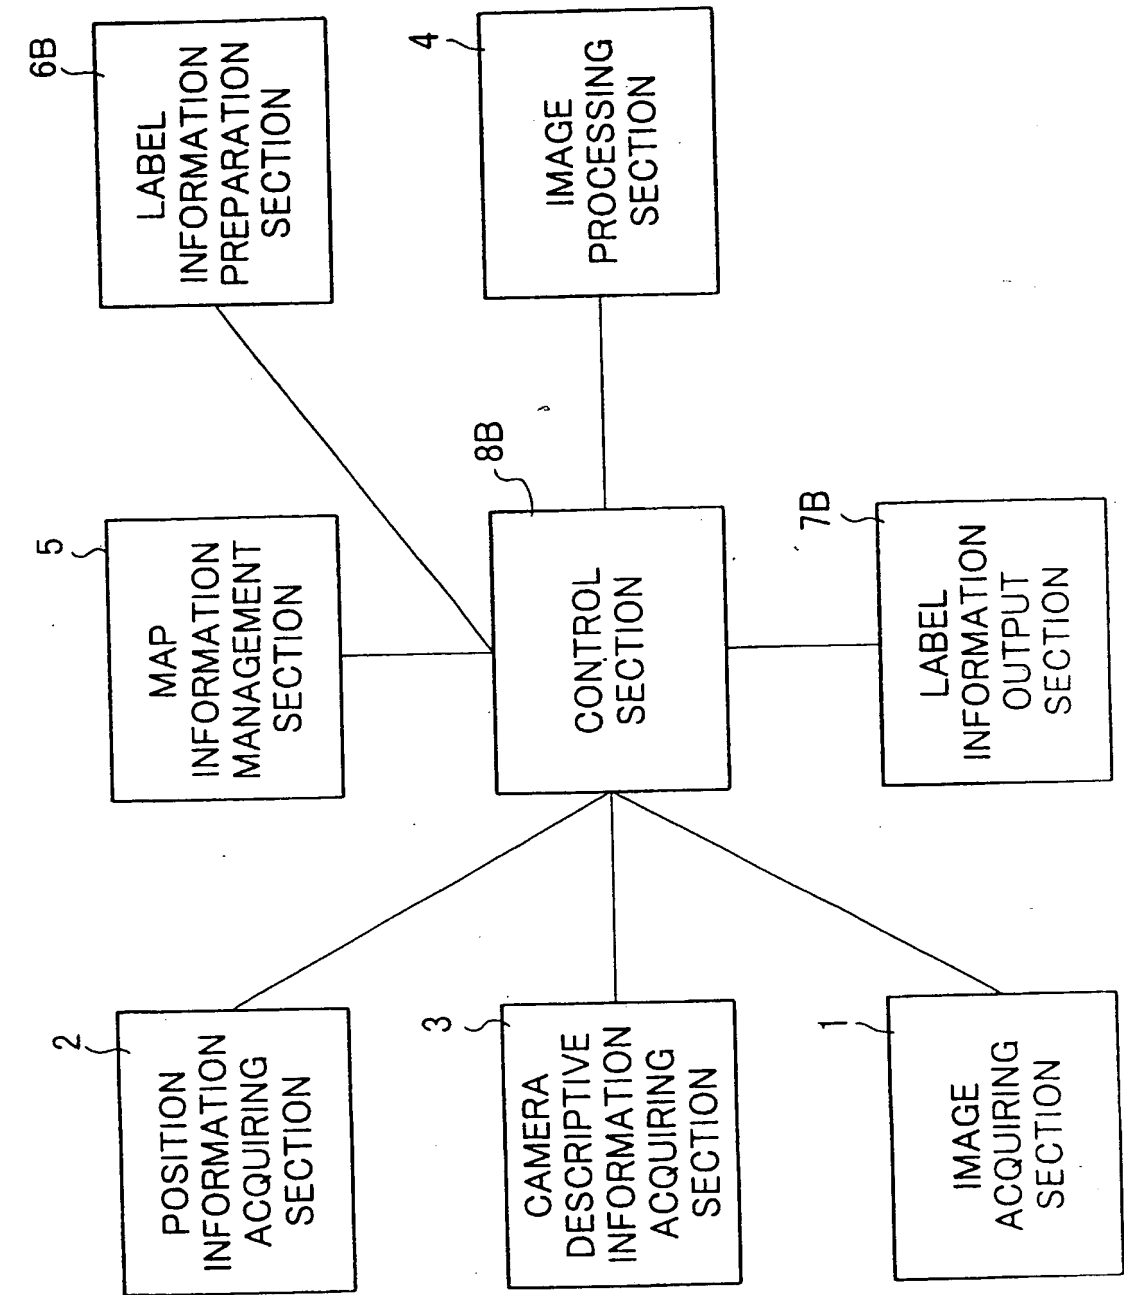 2
POSITION
INFORMATION
ACQUIRING
SECTION
5
MAP
INFORMATION
MANAGEMENT
SECTION
6B
LABEL
INFORMATION
PREPARATION
SECTION
3
CAMERA
DESCRIPTIVE
INFORMATION
ACQUIRING
SECTION
8B
CONTROL
SECTION
4
IMAGE
PROCESSING
SECTION
1
IMAGE
ACQUIRING
SECTION
7B
LABEL
INFORMATION
OUTPUT
SECTION